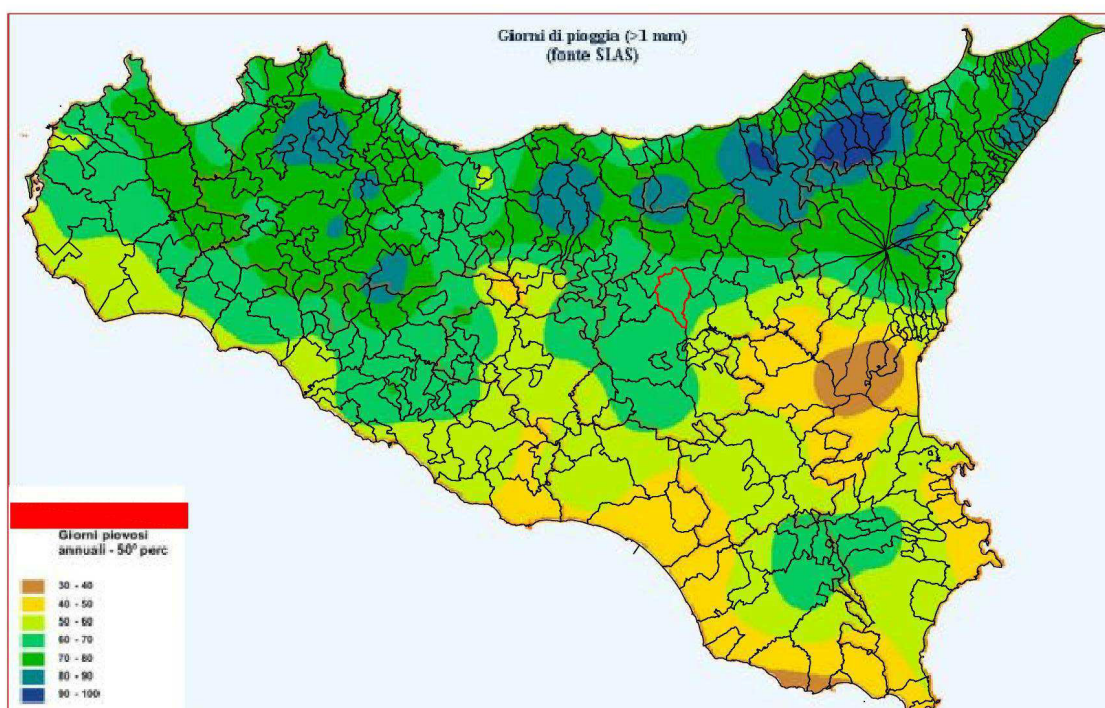 Giorni di pioggia (>1 mm)
(fonte SIAS)
Giorni piovosi
annuali - 50° perc
30 - 40
40 - 50
50 - 60
60 - 70
70 - 80
80 - 90
90 - 100